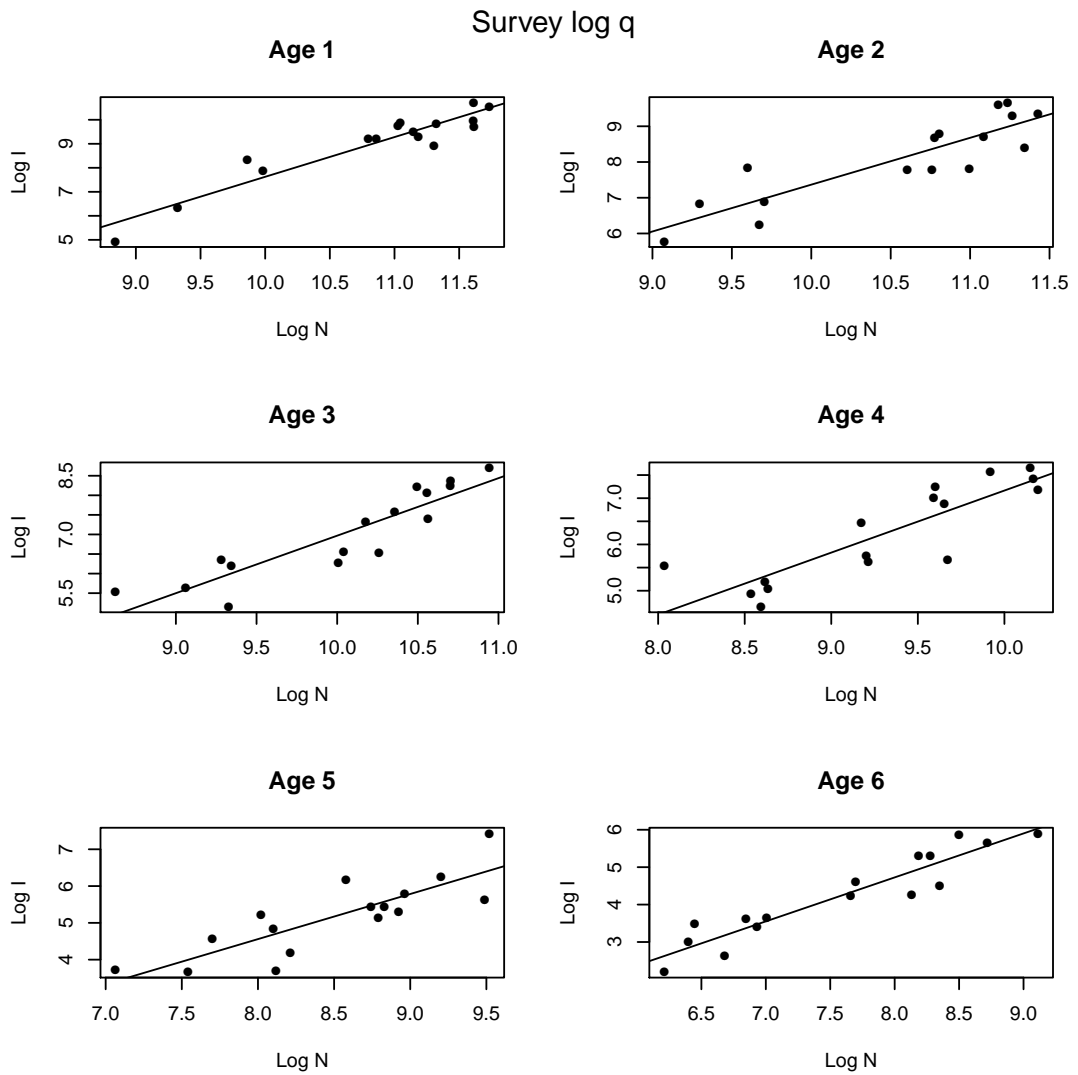 Survey log q
Age 1
Log I
5 7 9
9.0 9.5 10.0 10.5 11.0 11.5
Log N
Age 2
Log I
6 7 8 9
9.0 9.5 10.0 10.5 11.0 11.5
Log N
Age 3
Log I
5.5 7.0 8.5
9.0 9.5 10.0 10.5 11.0
Log N
Age 4
Log I
5.0 6.0 7.0
8.0 8.5 9.0 9.5 10.0
Log N
Age 5
Log I
4 5 6 7
7.0 7.5 8.0 8.5 9.0 9.5
Log N
Age 6
Log I
3 4 5 6
6.5 7.0 7.5 8.0 8.5 9.0
Log N